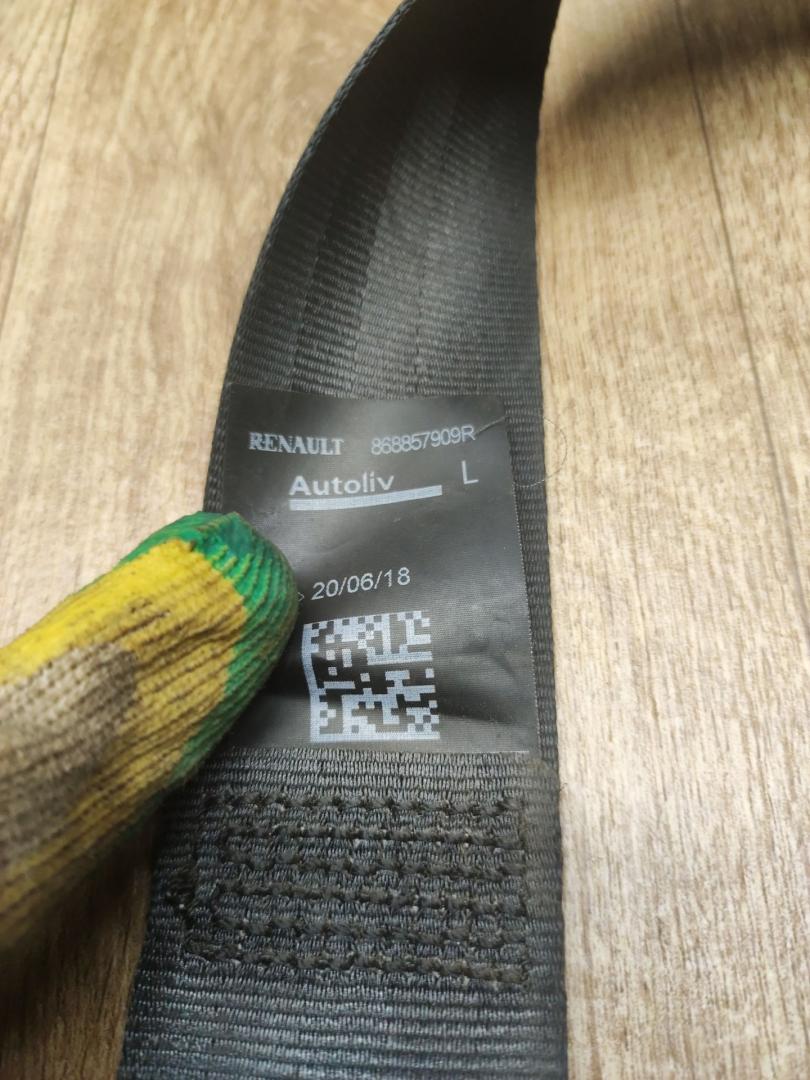 RENAULT 868857909R
Autoliv L
> 20/06/18